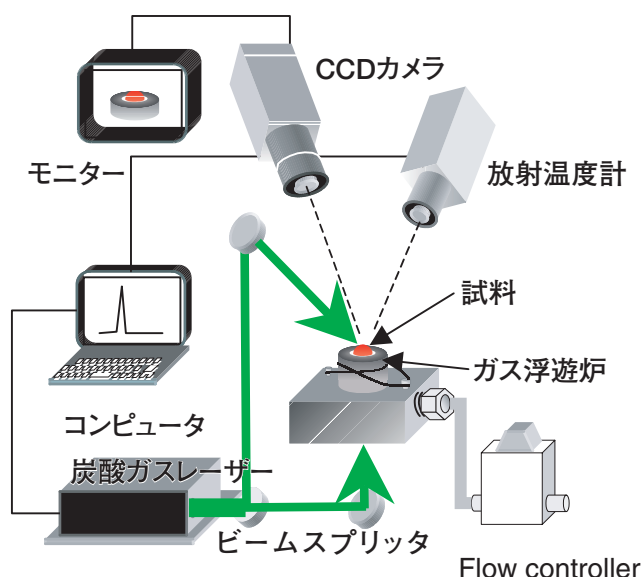 CCDカメラ
モニター
放射温度計
試料
ガス浮遊炉
コンピュータ
炭酸ガスレーザー
ビームスプリッタ
Flow controller